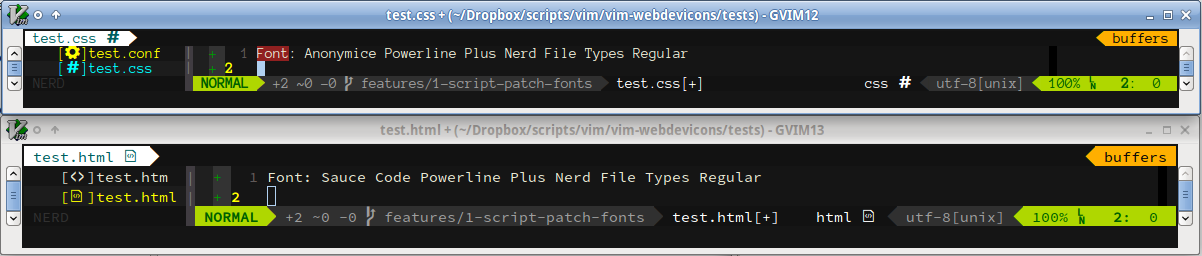 test.css + (~/Dropbox/scripts/vim/vim-webdevicons/tests) - GVIM12
test.css # buffers
[ ]test.conf | + 1 Font: Anonymice Powerline Plus Nerd File Types Regular
[#]test.css | + 2
NERD NORMAL +2 ~0 -0 features/1-script-patch-fonts test.css[+] css # utf-8[unix] 100% LN 2: 0
test.html + (~/Dropbox/scripts/vim/vim-webdevicons/tests) - GVIM13
test.html buffers
[<>]test.htm | + 1 Font: Sauce Code Powerline Plus Nerd File Types Regular
[ ]test.html | + 2
NERD NORMAL +2 ~0 -0 features/1-script-patch-fonts test.html[+] html utf-8[unix] 100% LN 2: 0